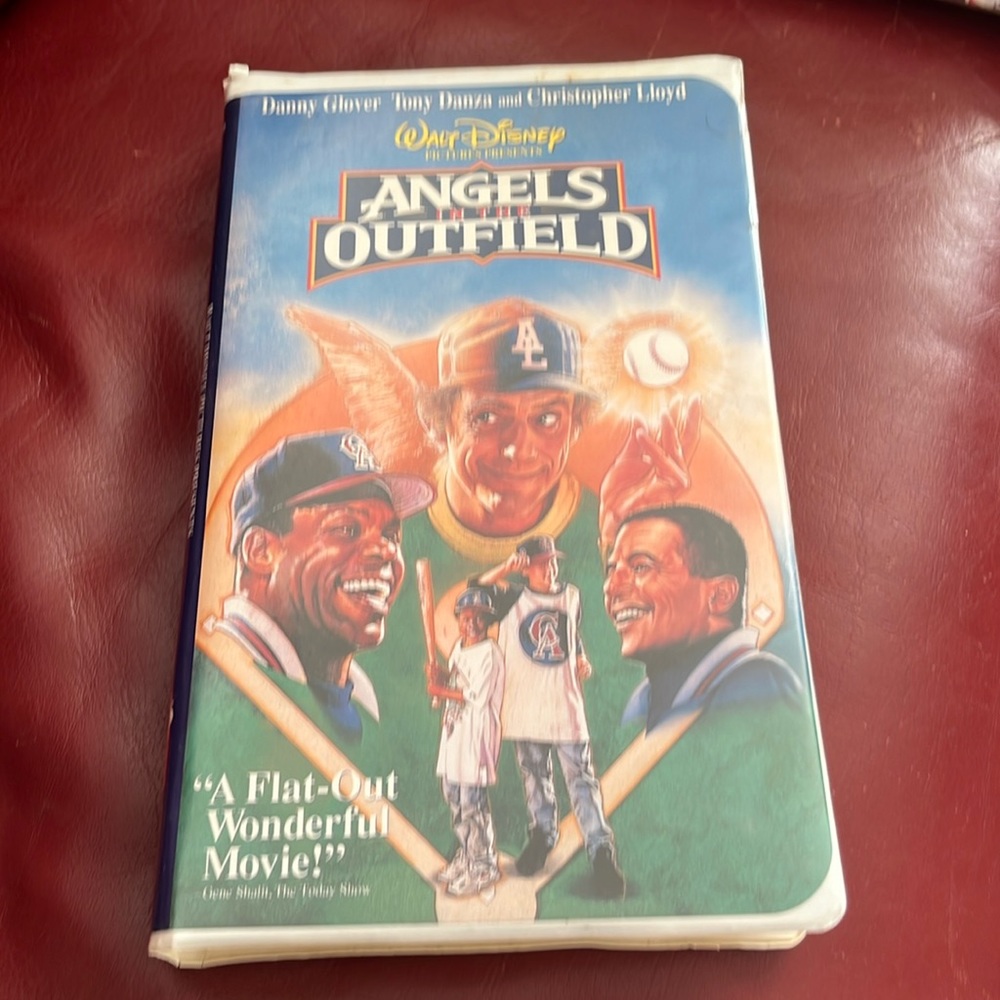 Danny Glover Tony Danza and Christopher Lloyd
WALT DISNEY
PICTURES PRESENTS
ANGELS
IN THE
OUTFIELD
AL
CA
CA
"A Flat-Out
Wonderful
Movie!"
Gene Shalit, The Today Show